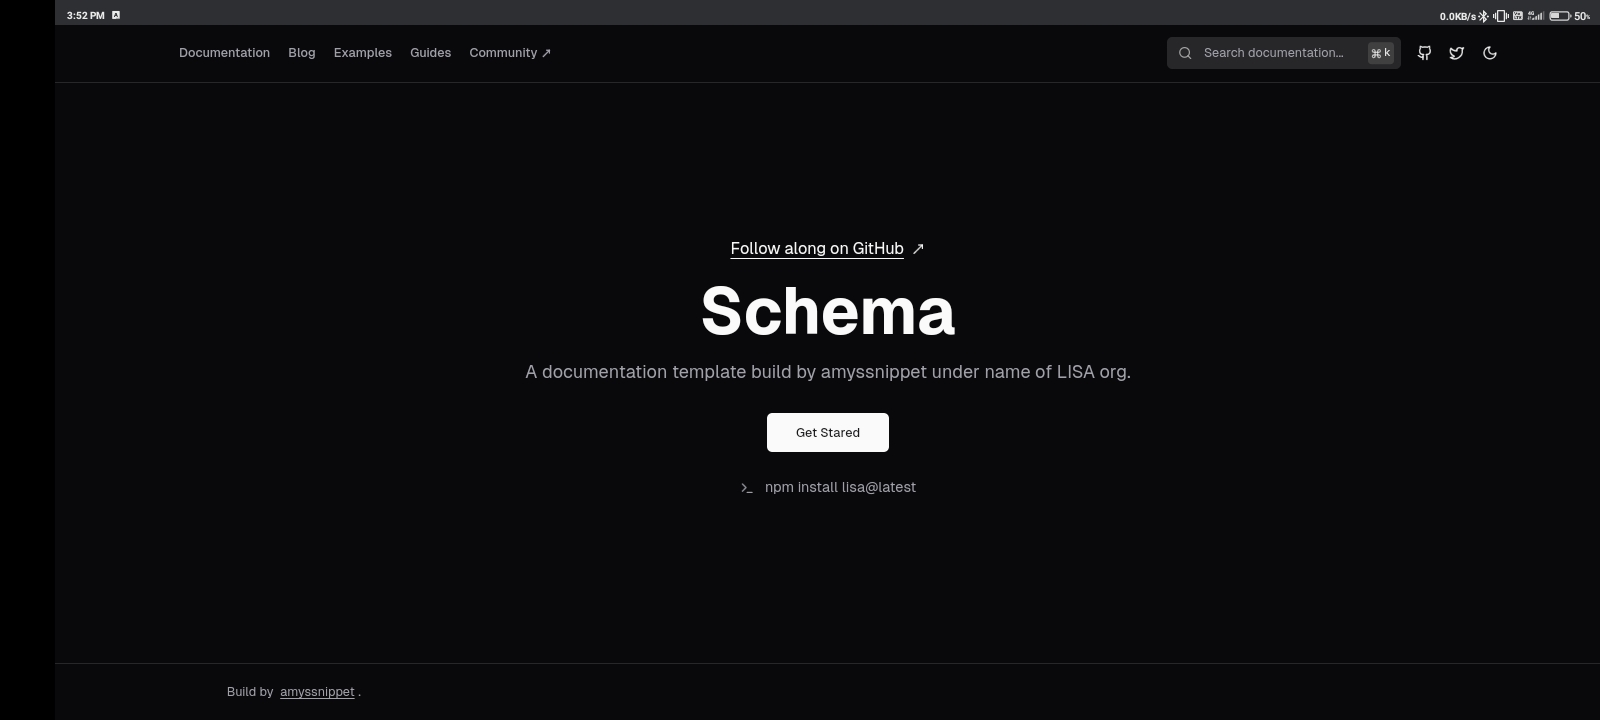 3:52 PM
0.0KB/s
50%
Documentation Blog Examples Guides Community ↗
Search documentation... ⌘ k
Follow along on GitHub ↗
Schema
A documentation template build by amyssnippet under name of LISA org.
Get Stared
npm install lisa@latest
Build by amyssnippet .